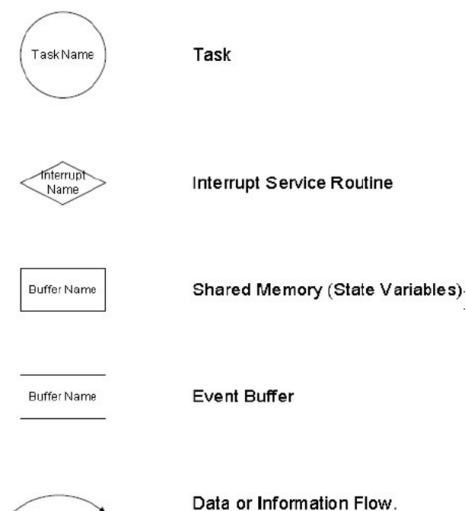 TaskName
Task
Interrupt
Name
Interrupt Service Routine
Buffer Name
Shared Memory (State Variables)
Buffer Name
Event Buffer
Data or Information Flow.